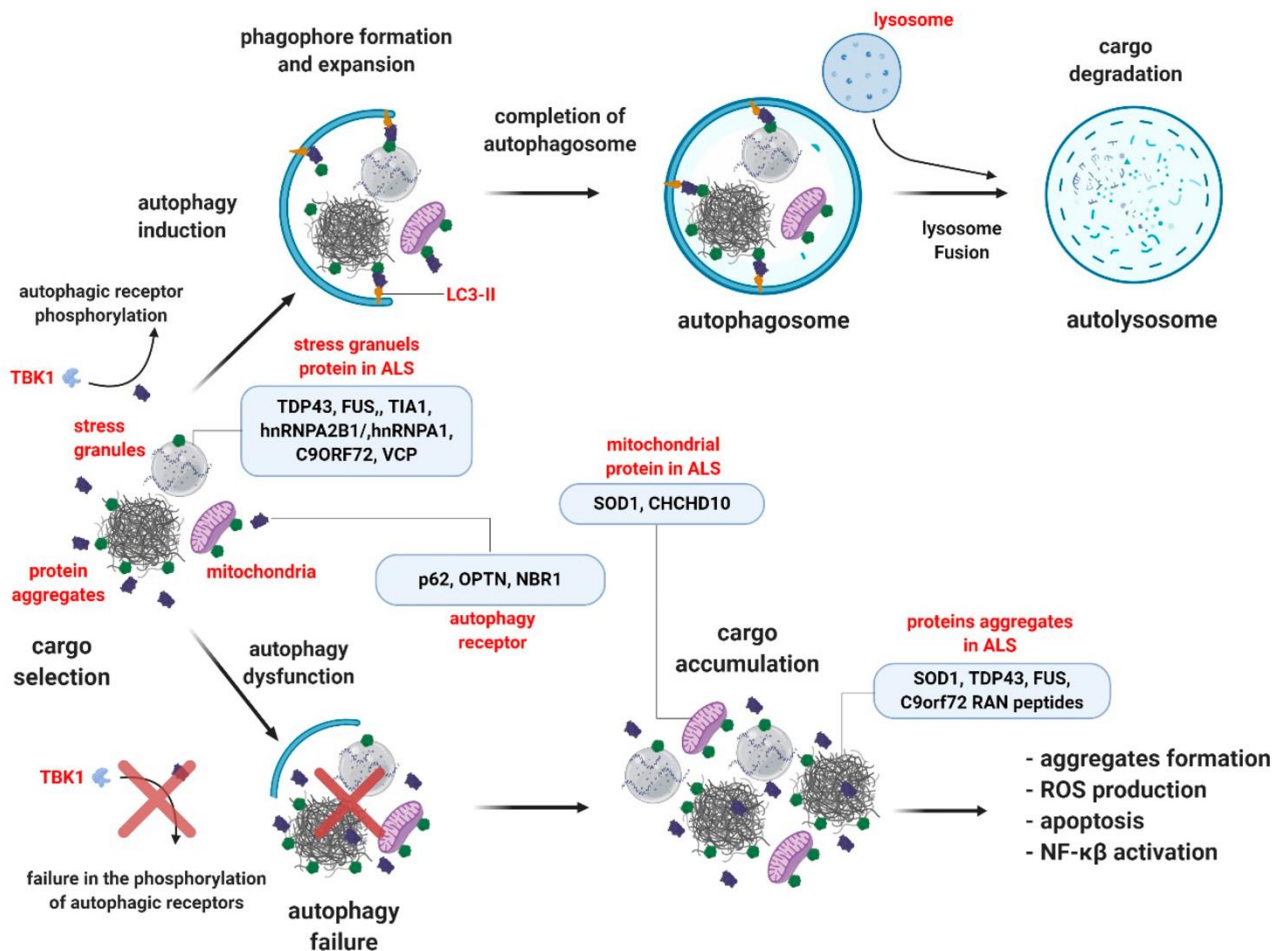 phagophore formation
and expansion
lysosome
cargo
degradation
completion of
autophagosome
autophagy
induction
lysosome
Fusion
LC3-II
autophagosome
autolysosome
autophagic receptor
phosphorylation
TBK1
stress granuels
protein in ALS
TDP43, FUS,, TIA1,
hnRNPA2B1/,hnRNPA1,
C9ORF72, VCP
stress
granules
mitochondrial
protein in ALS
SOD1, CHCHD10
protein
aggregates
mitochondria
p62, OPTN, NBR1
autophagy
receptor
cargo
selection
autophagy
dysfunction
cargo
accumulation
proteins aggregates
in ALS
SOD1, TDP43, FUS,
C9orf72 RAN peptides
TBK1
failure in the phosphorylation
of autophagic receptors
autophagy
failure
- aggregates formation
- ROS production
- apoptosis
- NF-κβ activation